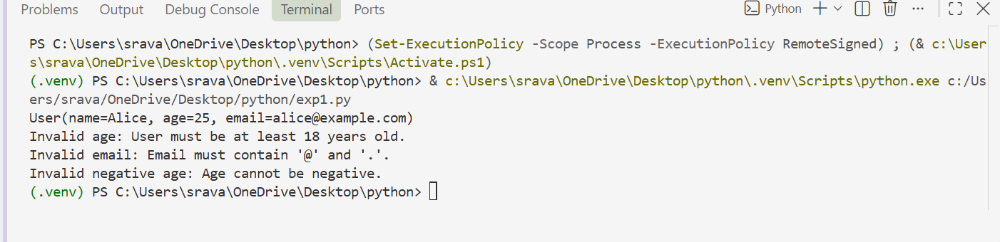 Problems Output Debug Console Terminal Ports Python
PS C:\Users\srava\OneDrive\Desktop\python> (Set-ExecutionPolicy -Scope Process -ExecutionPolicy RemoteSigned) ; (& c:\User
s\srava\OneDrive\Desktop\python\.venv\Scripts\Activate.ps1)
(.venv) PS C:\Users\srava\OneDrive\Desktop\python> & c:\Users\srava\OneDrive\Desktop\python\.venv\Scripts\python.exe c:/Us
ers/srava/OneDrive/Desktop/python/exp1.py
User(name=Alice, age=25, email=alice@example.com)
Invalid age: User must be at least 18 years old.
Invalid email: Email must contain '@' and '.'.
Invalid negative age: Age cannot be negative.
(.venv) PS C:\Users\srava\OneDrive\Desktop\python>